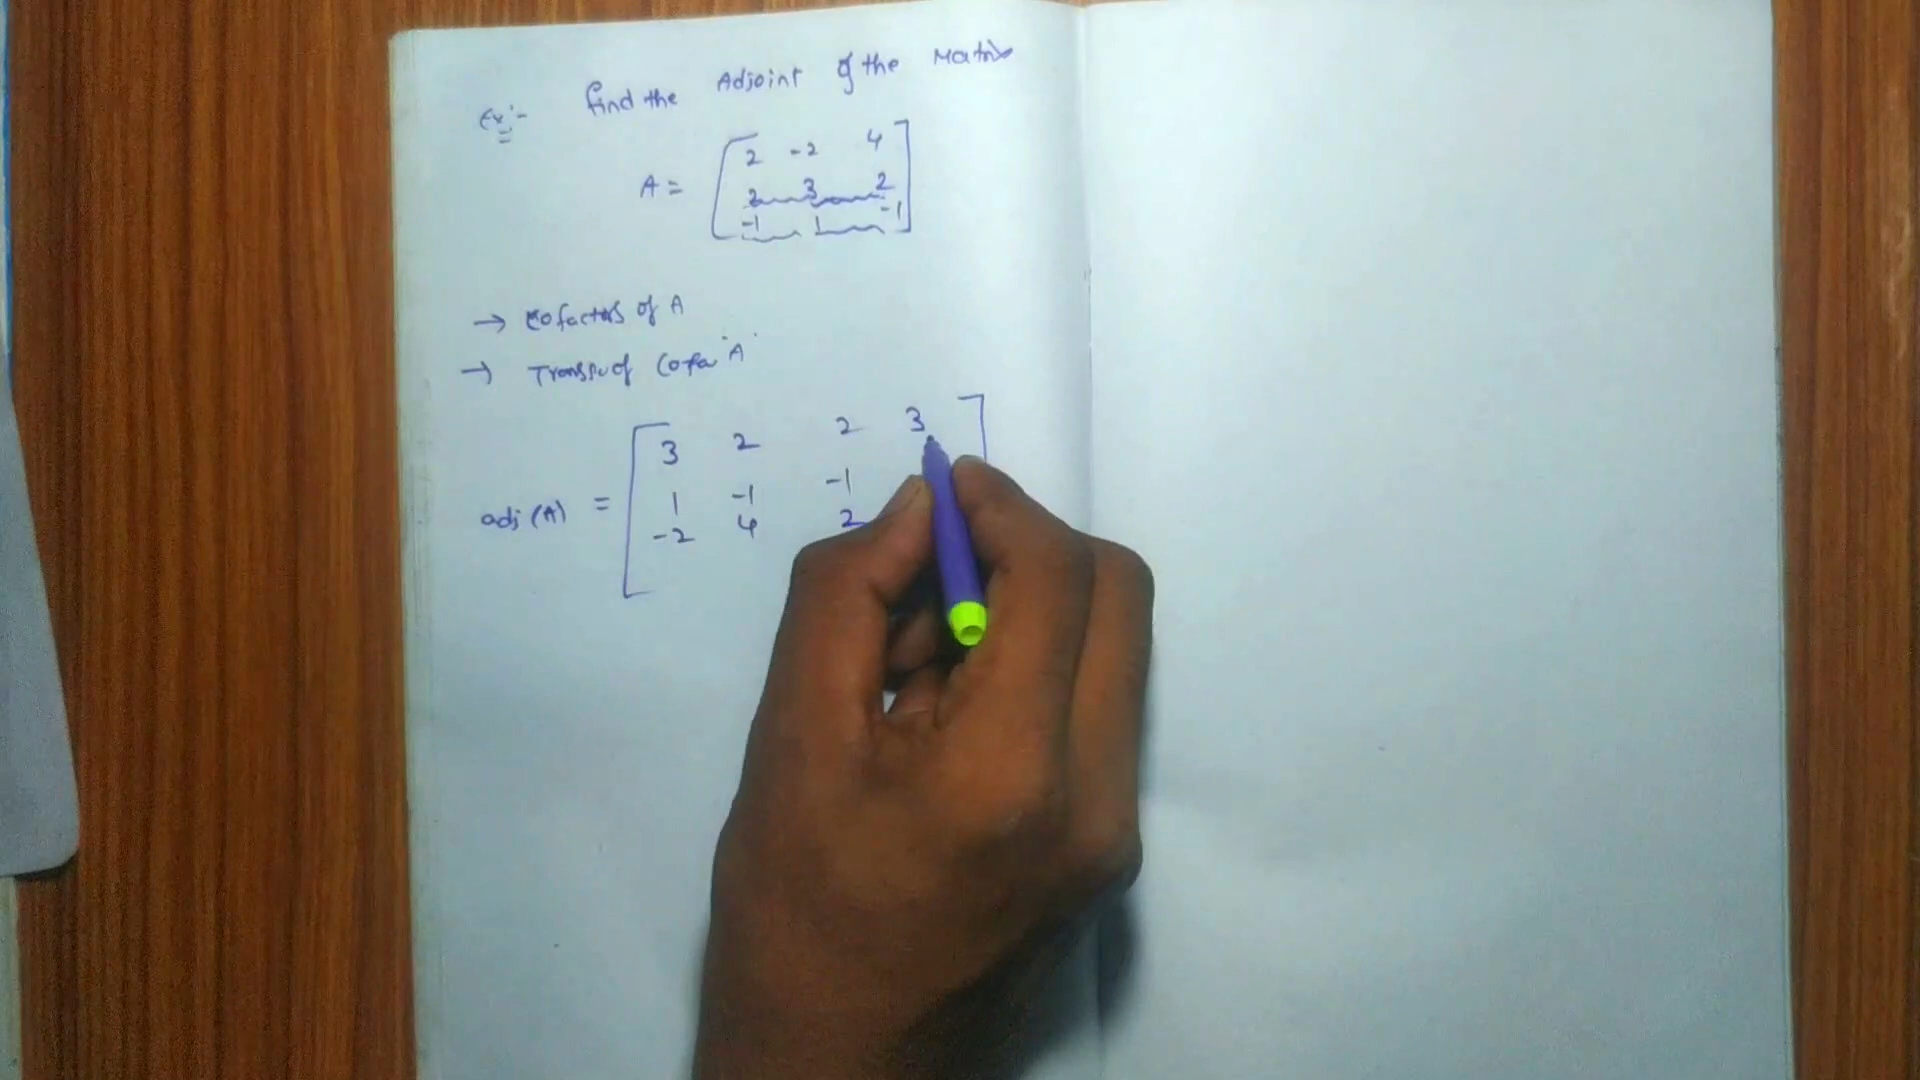 Ex:- find the Adjoint of the Matrix
A = [ 2 -2 4
2 3 2
-1 1 -1 ]
→ cofactors of A
→ of Cofa "A"
adj (A) = [ 3 2 2 3 ]
1 -1 -1
-2 4 2